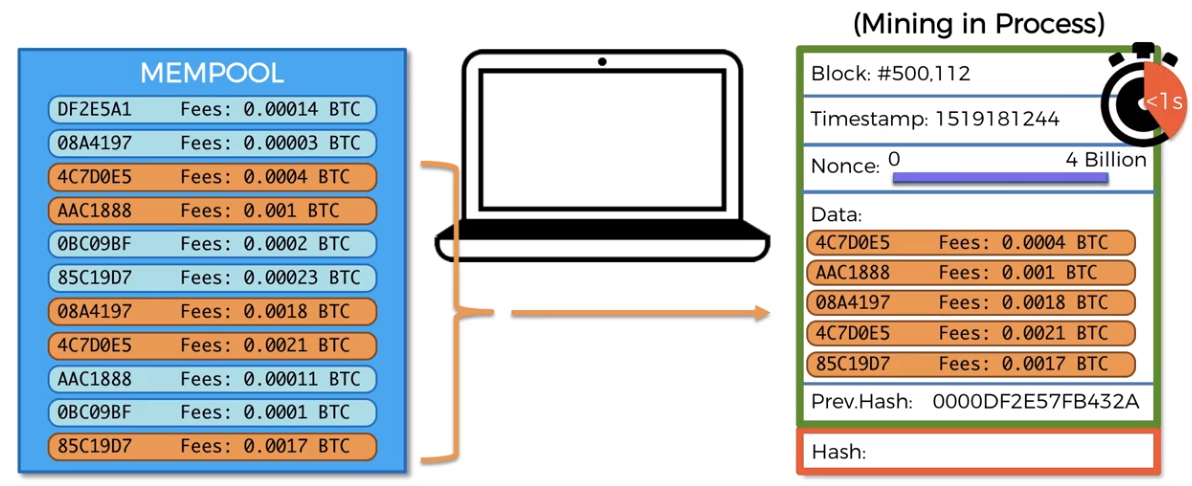 MEMPOOL
DF2E5A1 Fees: 0.00014 BTC
08A4197 Fees: 0.00003 BTC
4C7D0E5 Fees: 0.0004 BTC
AAC1888 Fees: 0.001 BTC
0BC09BF Fees: 0.0002 BTC
85C19D7 Fees: 0.00023 BTC
08A4197 Fees: 0.0018 BTC
4C7D0E5 Fees: 0.0021 BTC
AAC1888 Fees: 0.00011 BTC
0BC09BF Fees: 0.0001 BTC
85C19D7 Fees: 0.0017 BTC
(Mining in Process)
Block: #500,112
<1s
Timestamp: 1519181244
Nonce: 0 4 Billion
Data:
4C7D0E5 Fees: 0.0004 BTC
AAC1888 Fees: 0.001 BTC
08A4197 Fees: 0.0018 BTC
4C7D0E5 Fees: 0.0021 BTC
85C19D7 Fees: 0.0017 BTC
Prev.Hash: 0000DF2E57FB432A
Hash: